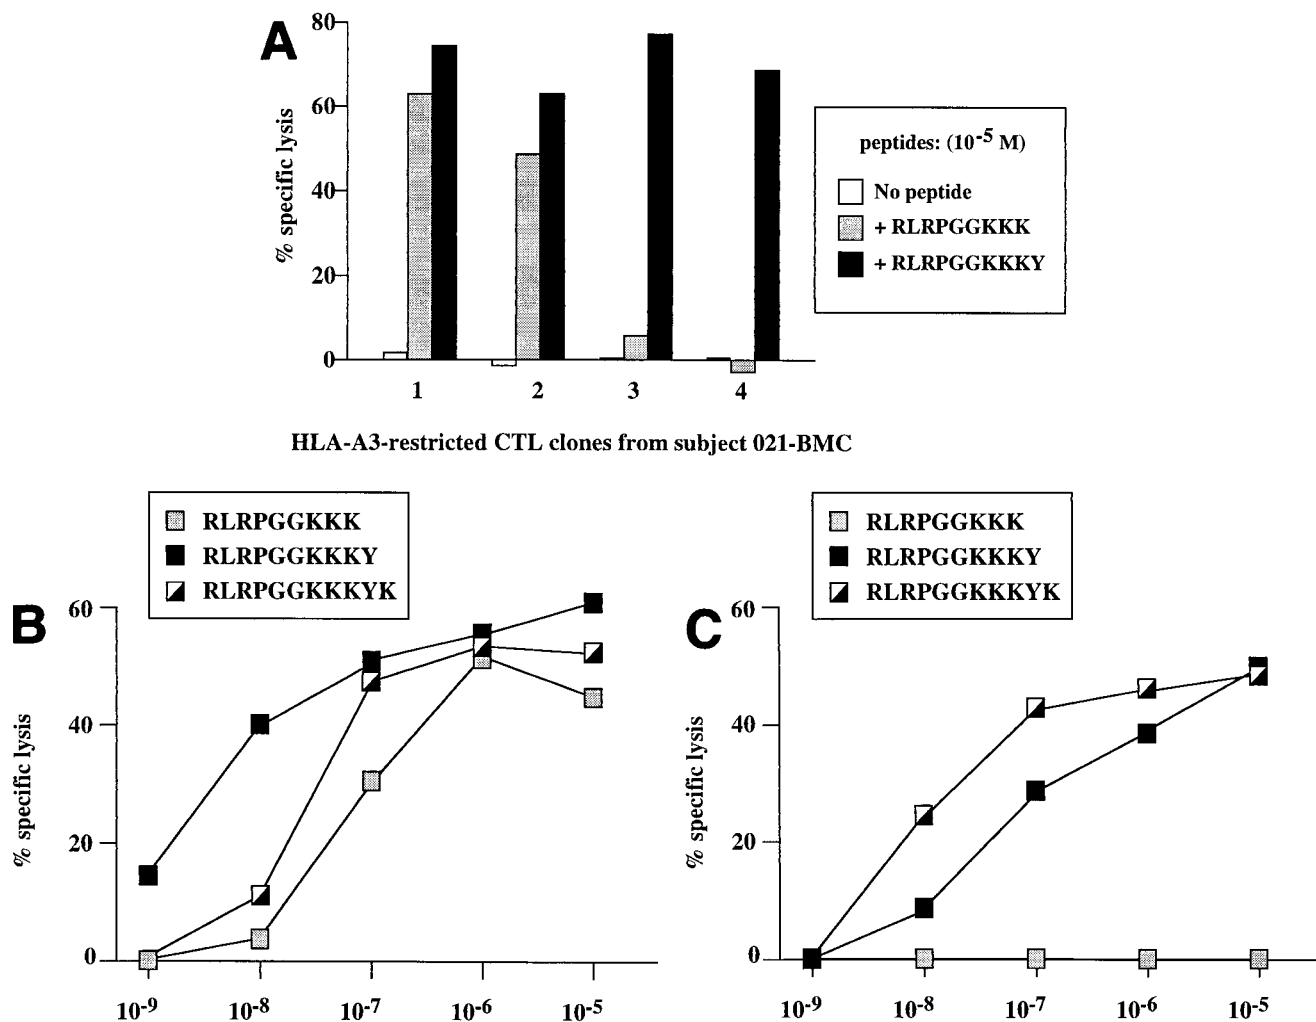 A
80
60
40
20
0
% specific lysis
1 2 3 4
HLA-A3-restricted CTL clones from subject 021-BMC
peptides: (10-5 M)
No peptide
+ RLRPGGKKK
+ RLRPGGKKKY
B
RLRPGGKKK
RLRPGGKKKY
RLRPGGKKKYK
60
40
20
0
% specific lysis
10-9 10-8 10-7 10-6 10-5
C
RLRPGGKKK
RLRPGGKKKY
RLRPGGKKKYK
60
40
20
0
% specific lysis
10-9 10-8 10-7 10-6 10-5